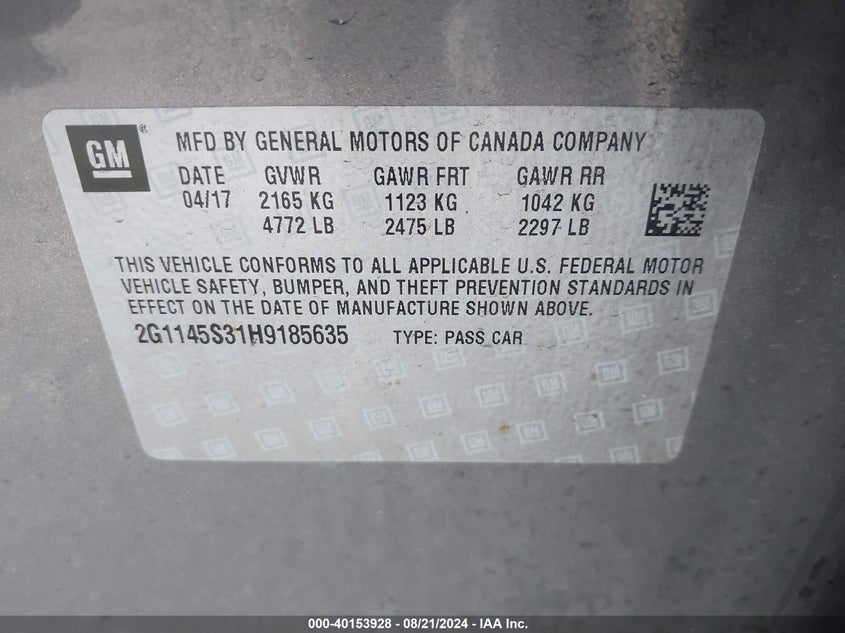 GM
MFD BY GENERAL MOTORS OF CANADA COMPANY
DATE GVWR GAWR FRT GAWR RR
04/17 2165 KG 1123 KG 1042 KG
4772 LB 2475 LB 2297 LB
THIS VEHICLE CONFORMS TO ALL APPLICABLE U.S. FEDERAL MOTOR
VEHICLE SAFETY, BUMPER, AND THEFT PREVENTION STANDARDS IN
EFFECT ON THE DATE OF MANUFACTURE SHOWN ABOVE.
2G1145S31H9185635 TYPE: PASS CAR
000-40153928 - 08/21/2024 - IAA Inc.